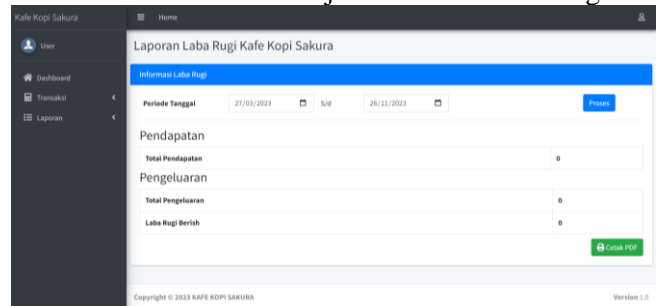 Kafe Kopi Sakura
Home
User
Laporan Laba Rugi Kafe Kopi Sakura
Dashboard
Informasi Laba Rugi
Transaksi
Periode Tanggal 27/03/2023 S/d 26/11/2023 Proses
Laporan
Pendapatan
Total Pendapatan 0
Pengeluaran
Total Pengeluaran 0
Laba Rugi Berish 0
Cetak PDF
Copyright © 2023 KAFE KOPI SAKURA Version 1.0